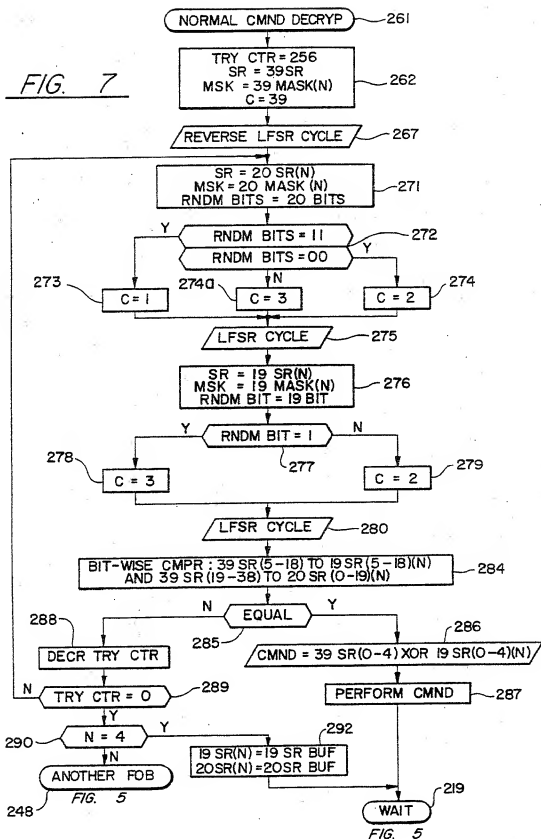 FIG. 7
NORMAL CMND DECRYP
261
TRY CTR = 256
SR = 39SR
MSK = 39 MASK(N)
C = 39
262
REVERSE LFSR CYCLE
267
SR = 20 SR(N)
MSK = 20 MASK (N)
RNDM BITS = 20 BITS
271
Y
RNDM BITS = 11
272
RNDM BITS = 00
Y
273
274a
N
274
C = 1
C = 3
C = 2
LFSR CYCLE
275
SR = 19 SR(N)
MSK = 19 MASK(N)
RNDM BIT = 19 BIT
276
Y
RNDM BIT = 1
N
277
278
279
C = 3
C = 2
LFSR CYCLE
280
BIT-WISE CMPR : 39 SR(5-18) TO 19 SR(5-18)(N)
AND 39 SR(19-38) TO 20 SR (0-19)(N)
284
N
EQUAL
Y
285
286
288
DECR TRY CTR
CMND = 39 SR(0-4) XOR 19 SR(0-4)(N)
N
TRY CTR = 0
289
PERFORM CMND
287
Y
290
N = 4
Y
292
N
19 SR(N) = 19 SR BUF
20SR(N) = 20SR BUF
ANOTHER FOB
248
FIG. 5
219
WAIT
FIG. 5